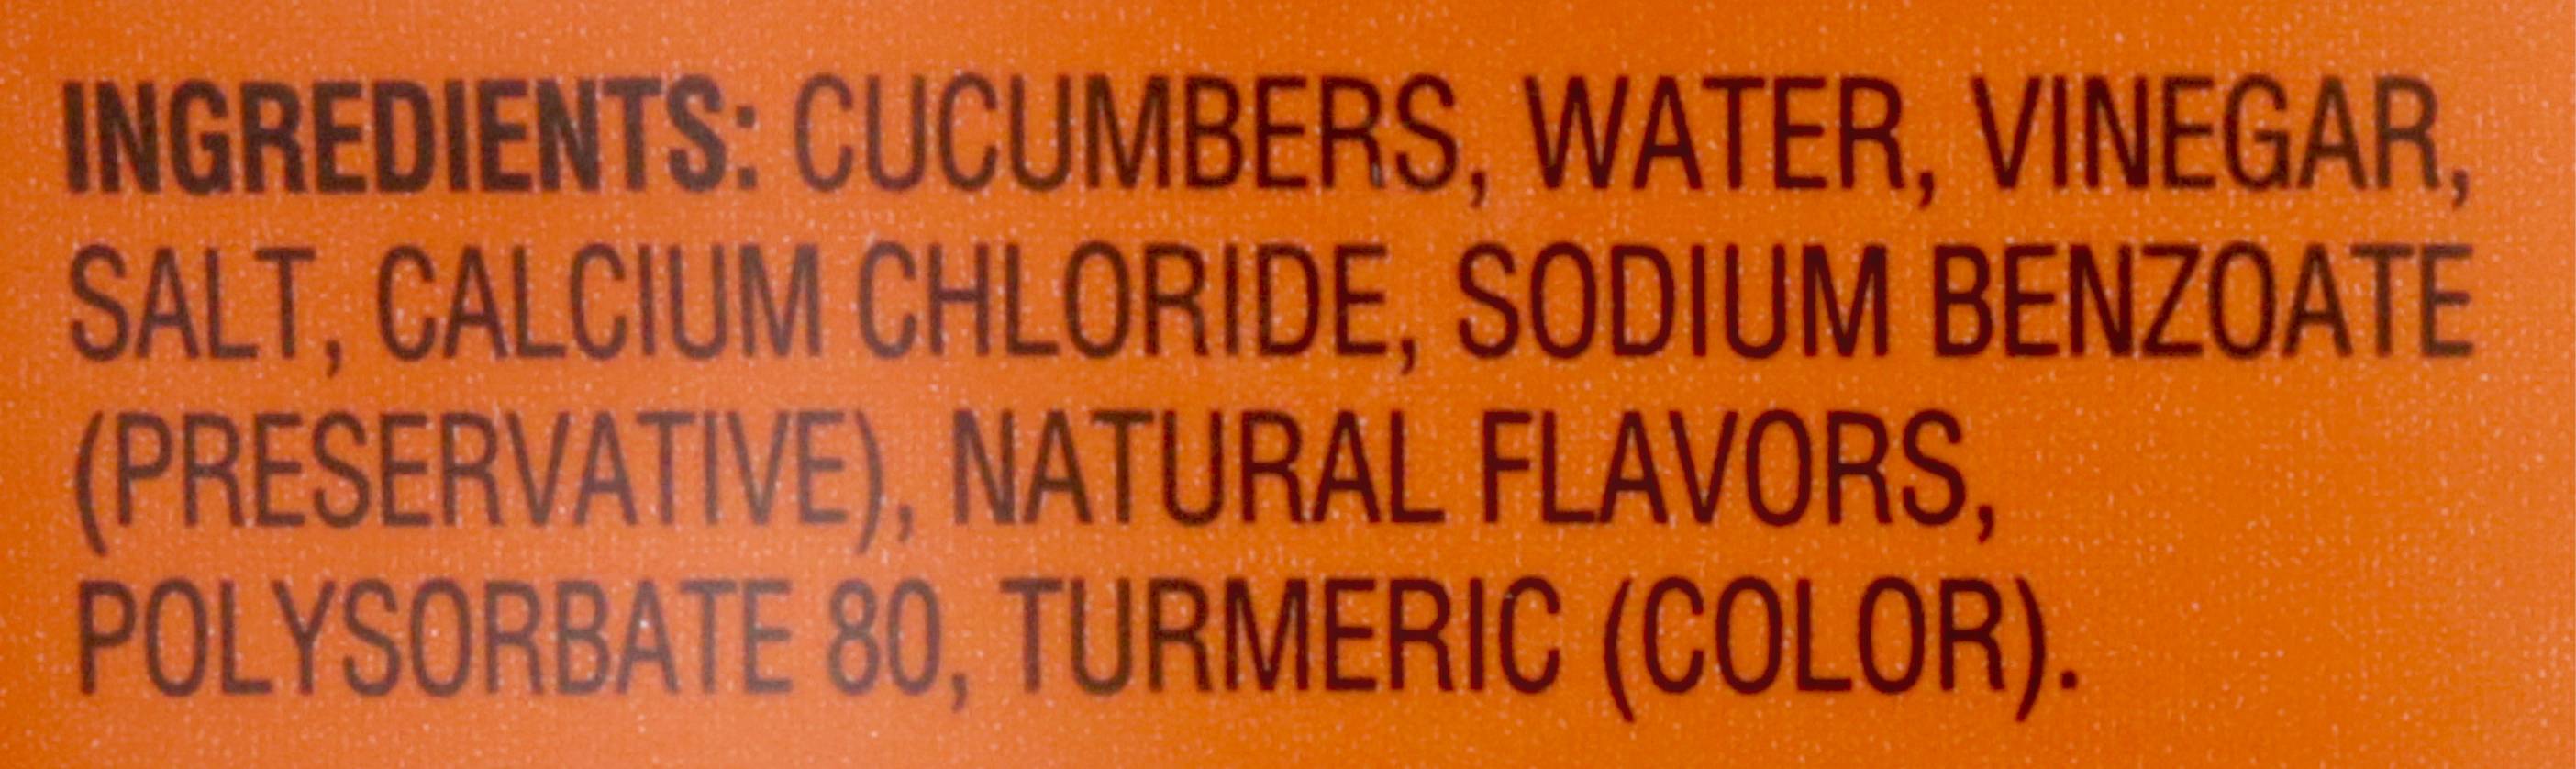 INGREDIENTS: CUCUMBERS, WATER, VINEGAR,
SALT, CALCIUM CHLORIDE, SODIUM BENZOATE
(PRESERVATIVE), NATURAL FLAVORS,
POLYSORBATE 80, TURMERIC (COLOR).